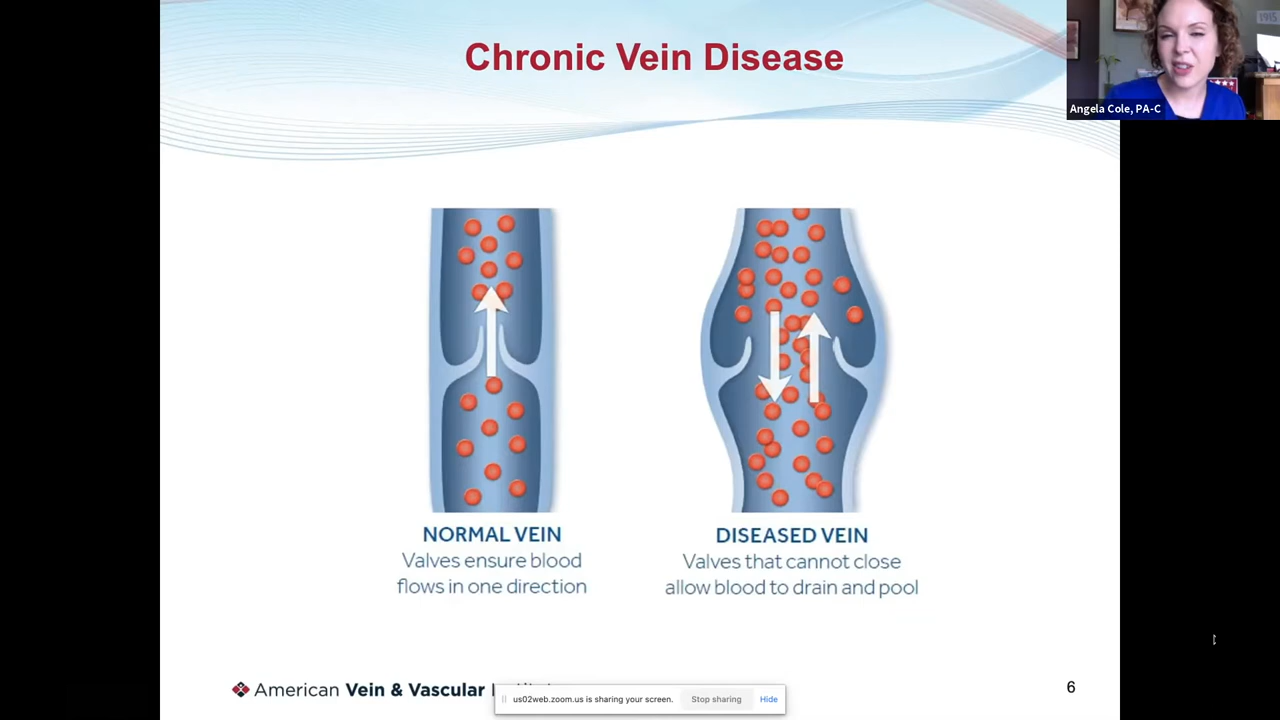 Chronic Vein Disease
Angela Cole, PA-C
NORMAL VEIN
Valves ensure blood
flows in one direction
DISEASED VEIN
Valves that cannot close
allow blood to drain and pool
American Vein & Vascular
us02web.zoom.us is sharing your screen.
Stop sharing
Hide
6